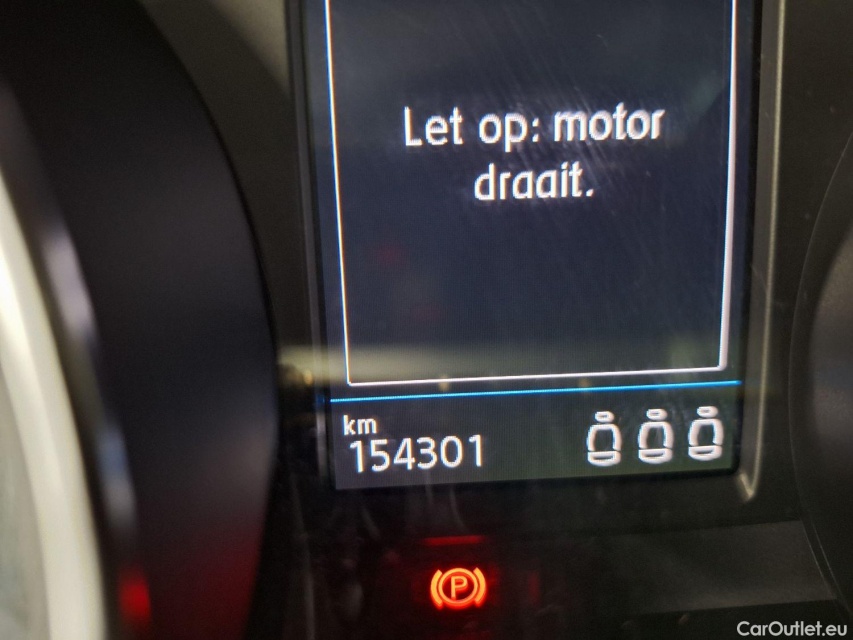 Let op: motor
draait.
km
154301
P
CarOutlet.eu